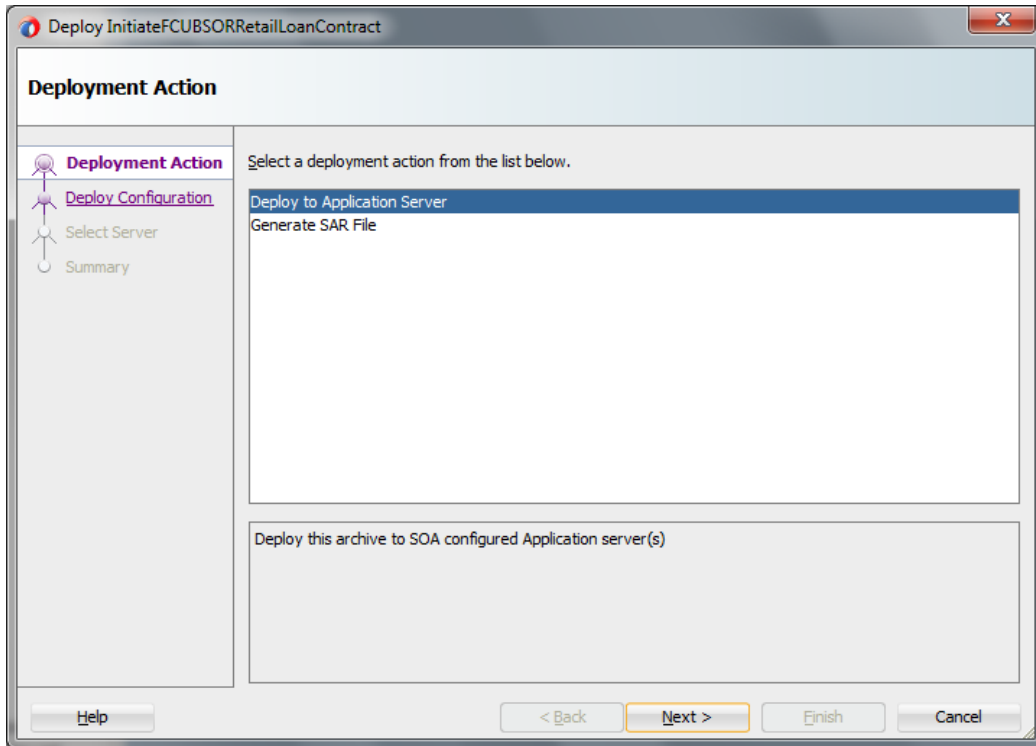 Deploy InitiateFCUBSORRetailLoanContract
Deployment Action
Deployment Action
Deploy Configuration
Select Server
Summary
Select a deployment action from the list below.
Deploy to Application Server
Generate SAR File
Deploy this archive to SOA configured Application server(s)
Help
< Back
Next >
Finish
Cancel